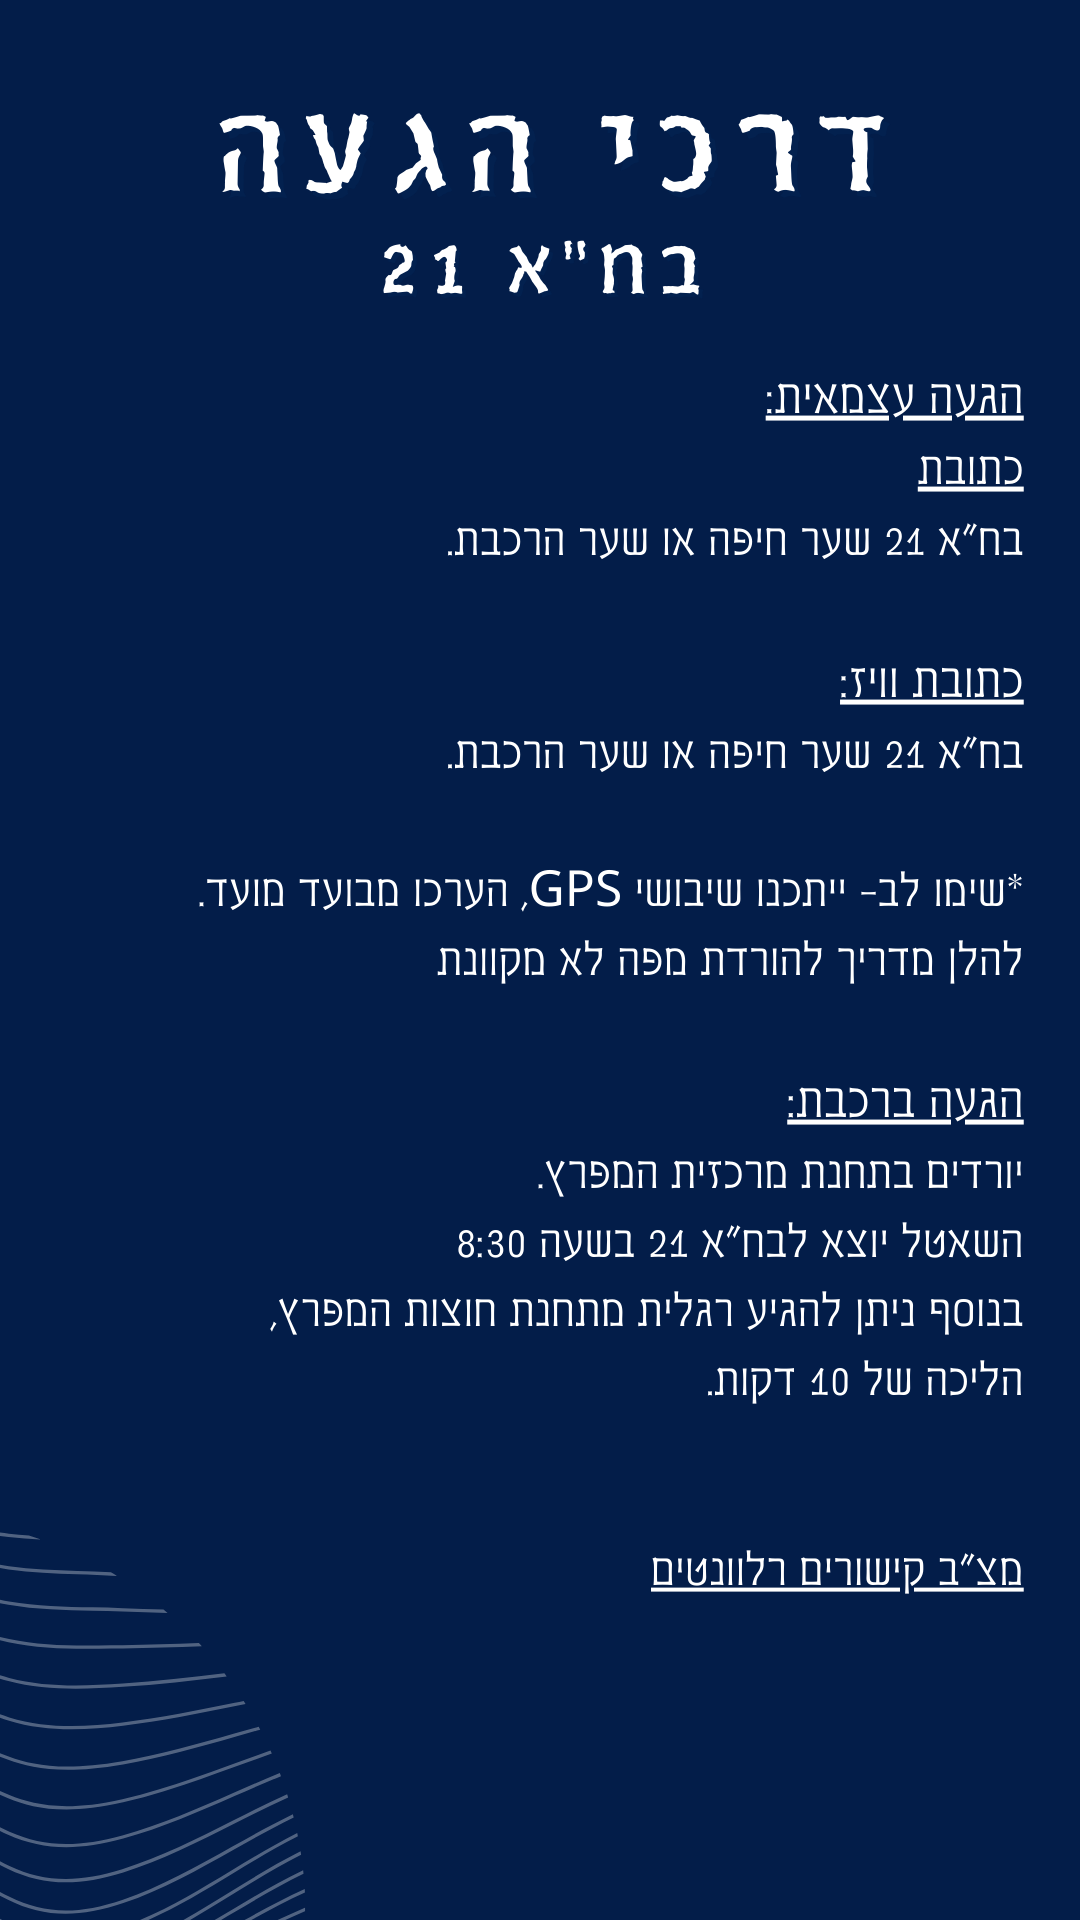 דרכי הגעה
בח"א 21
הגעה עצמאית:
כתובת
בח"א 21 שער חיפה או שער הרכבת.
כתובת וויז:
בח"א 21 שער חיפה או שער הרכבת.
*שימו לב- ייתכנו שיבושי GPS, הערכו מבועד מועד.
להלן מדריך להורדת מפה לא מקוונת
הגעה ברכבת:
יורדים בתחנת מרכזית המפרץ.
השאטל יוצא לבח"א 21 בשעה 8:30
בנוסף ניתן להגיע רגלית מתחנת חוצות המפרץ,
הליכה של 10 דקות.
מצ"ב קישורים רלוונטים